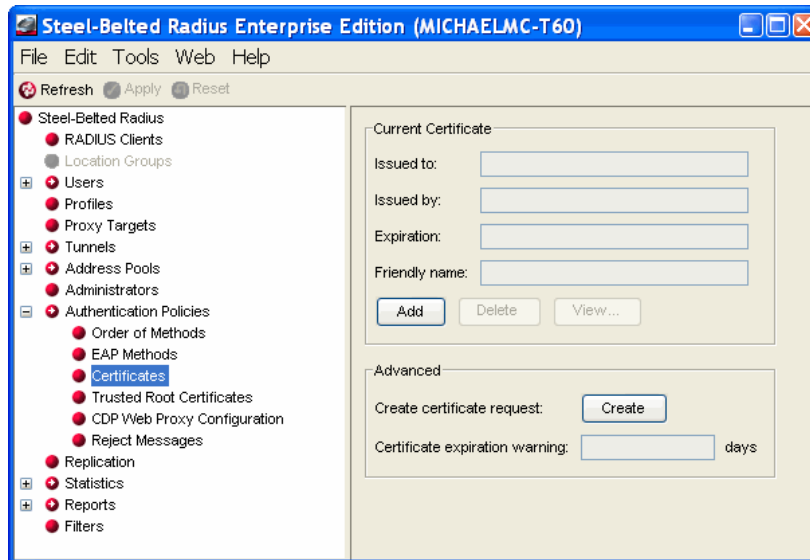 Steel-Belted Radius Enterprise Edition (MICHAELMC-T60)
File Edit Tools Web Help
Refresh Apply Reset
Steel-Belted Radius
RADIUS Clients
Location Groups
Users
Profiles
Proxy Targets
Tunnels
Address Pools
Administrators
Authentication Policies
Order of Methods
EAP Methods
Certificates
Trusted Root Certificates
CDP Web Proxy Configuration
Reject Messages
Replication
Statistics
Reports
Filters
Current Certificate
Issued to:
Issued by:
Expiration:
Friendly name:
Add Delete View...
Advanced
Create certificate request: Create
Certificate expiration warning: days